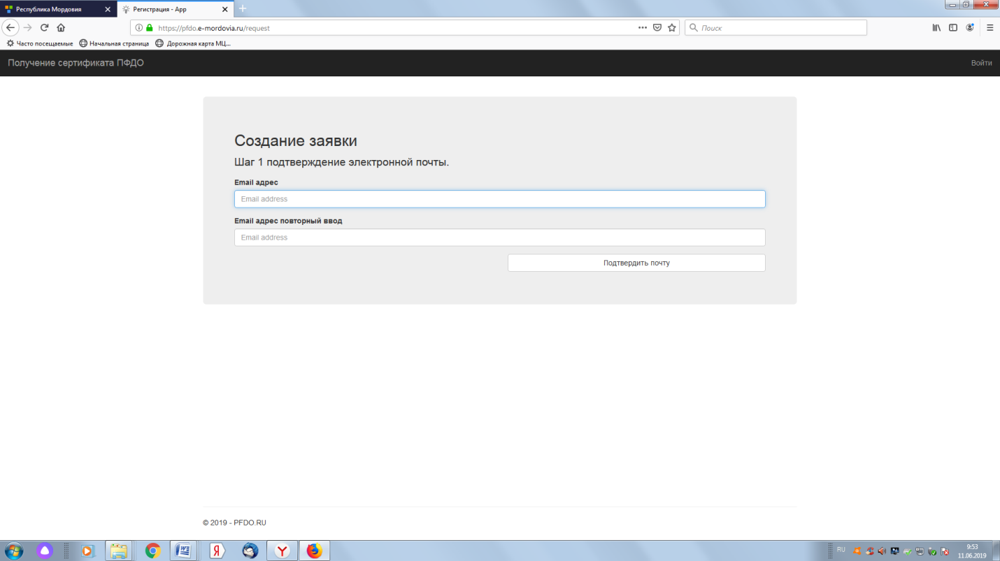 Республика Мордовия
Регистрация - App
https://pfdo.e-mordovia.ru/request
Поиск
Часто посещаемые
Начальная страница
Дорожная карта МЦ...
Получение сертификата ПФДО
Войти
Создание заявки
Шаг 1 подтверждение электронной почты.
Email адрес
Email address
Email адрес повторный ввод
Email address
Подтвердить почту
© 2019 - PFDO.RU
RU
9:53
11.06.2019